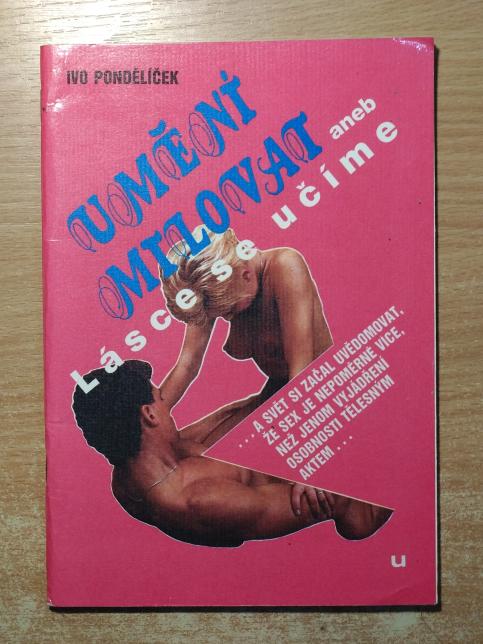 IVO PONDĚLÍČEK
UMĚNÍ
MILOVAT
aneb
Lásce se učíme
...A SVĚT SI ZAČAL UVĚDOMOVAT,
ŽE SEX JE NEPOMĚRNĚ VÍCE,
NEŽ JENOM VYJÁDŘENÍ
OSOBNOSTI TĚLESNÝM
AKTEM...
u